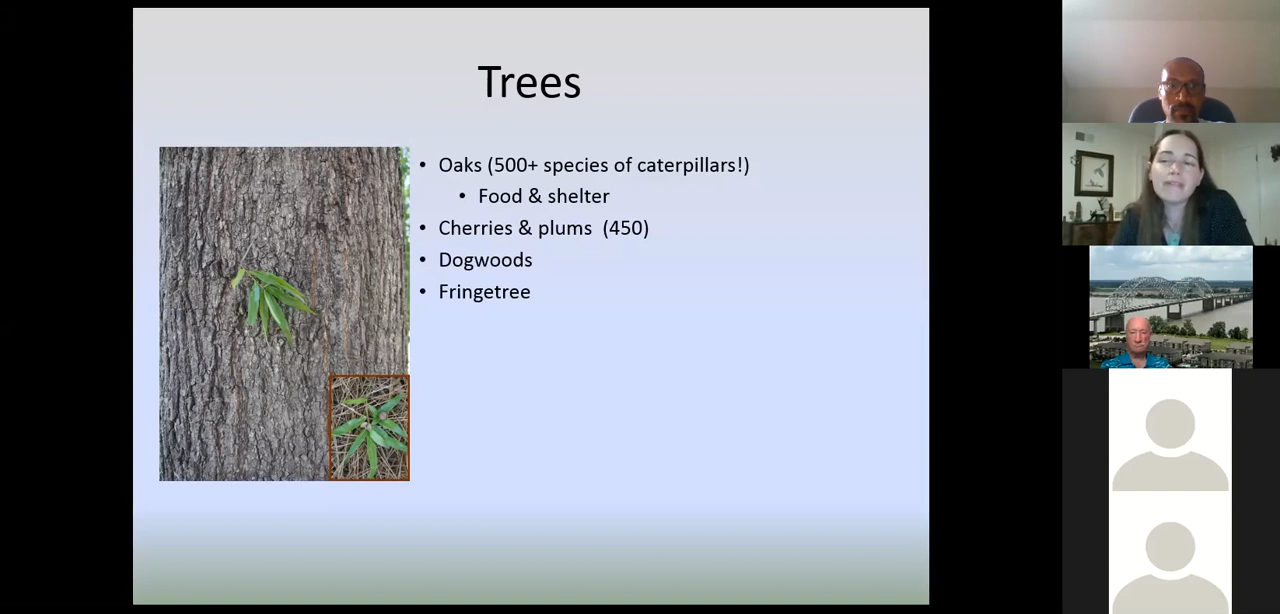 Trees
• Oaks (500+ species of caterpillars!)
• Food & shelter
• Cherries & plums (450)
• Dogwoods
• Fringetree